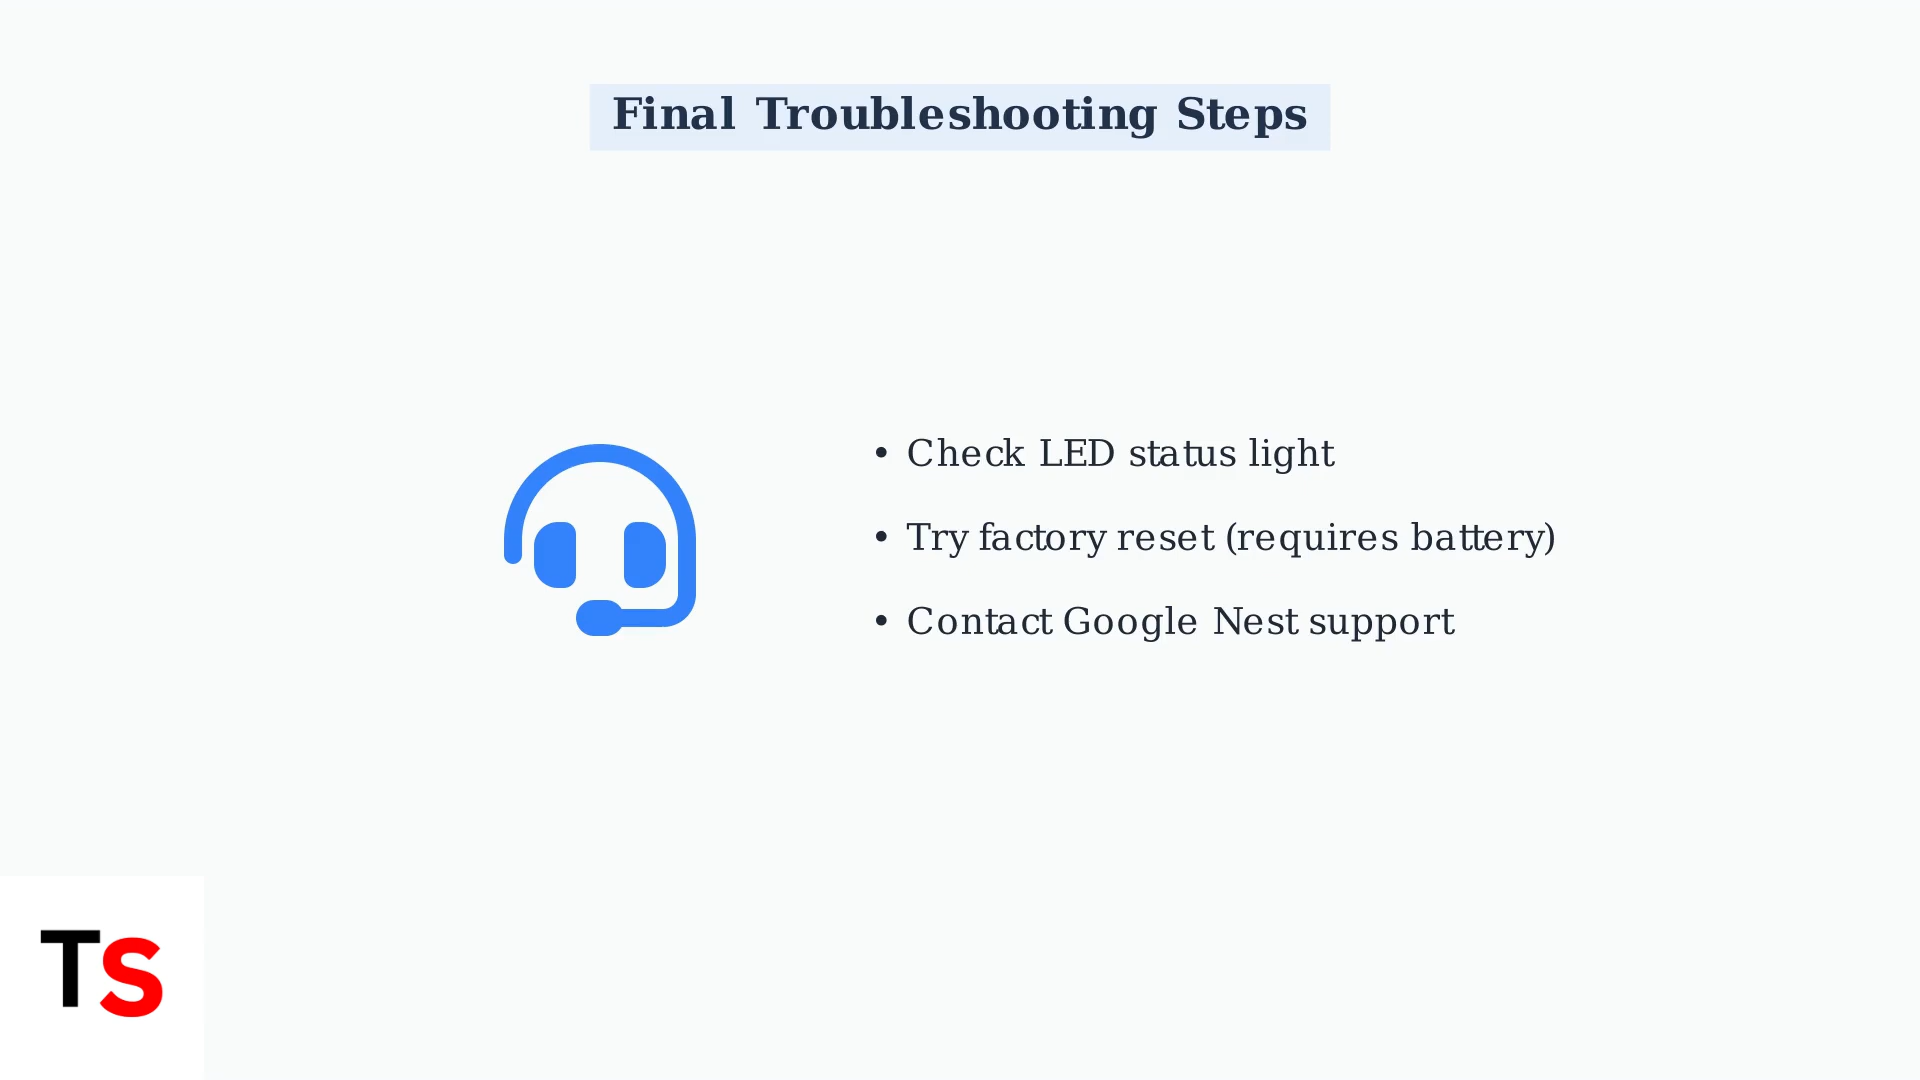 Final Troubleshooting Steps
• Check LED status light
• Try factory reset (requires battery)
• Contact Google Nest support
TS